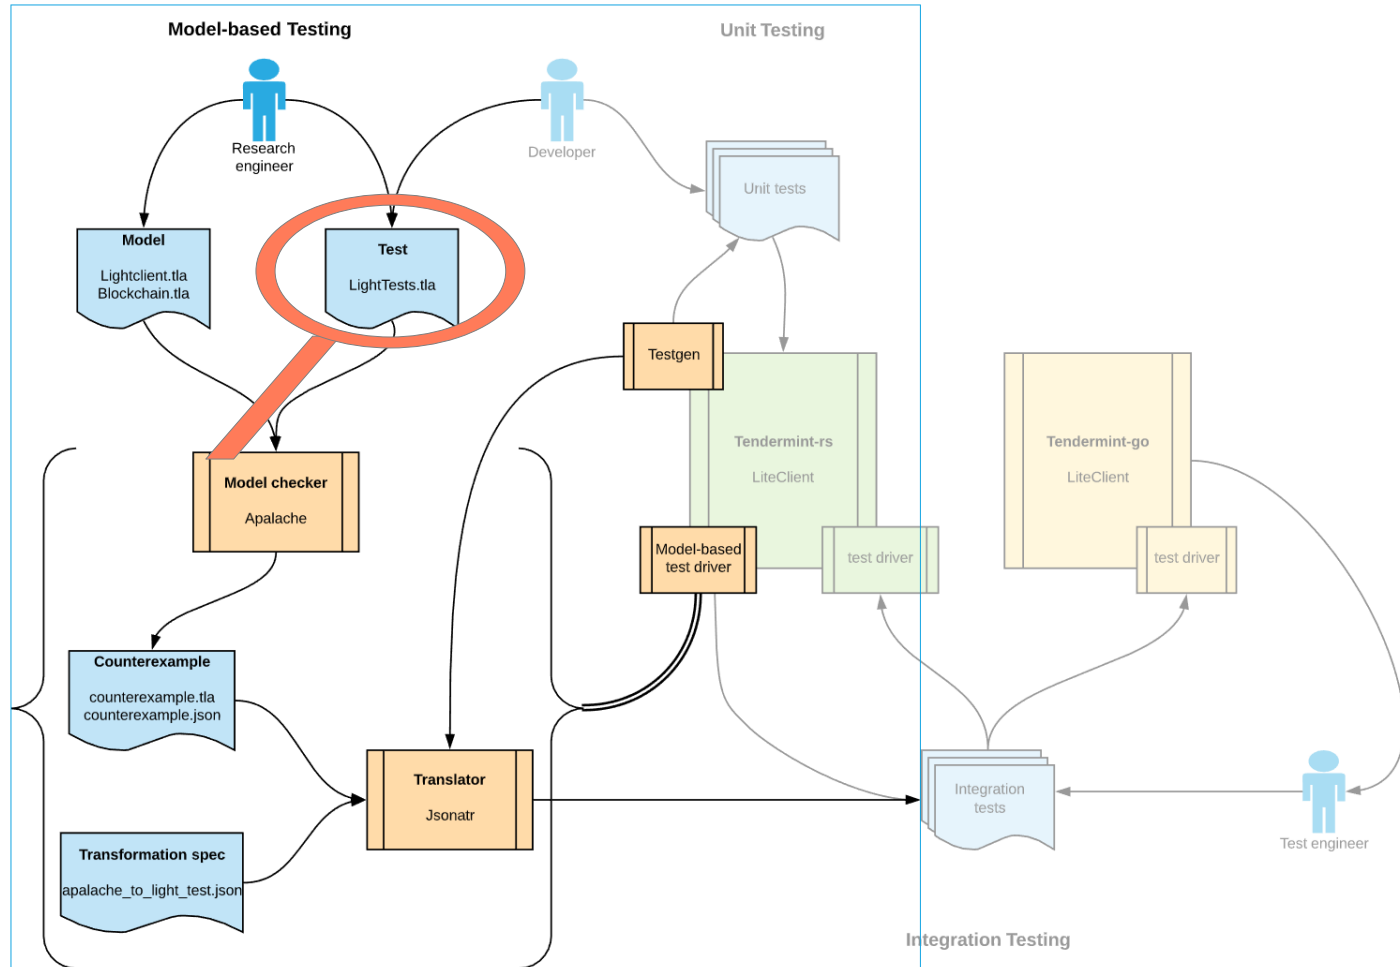 Model-based Testing
Unit Testing
Research
engineer
Developer
Unit tests
Model
Lightclient.tla
Blockchain.tla
Test
LightTests.tla
Testgen
Tendermint-rs
LiteClient
Tendermint-go
LiteClient
Model checker
Apalache
Model-based
test driver
test driver
test driver
Counterexample
counterexample.tla
counterexample.json
Translator
Jsonatr
Integration
tests
Test engineer
Transformation spec
apalache_to_light_test.json
Integration Testing